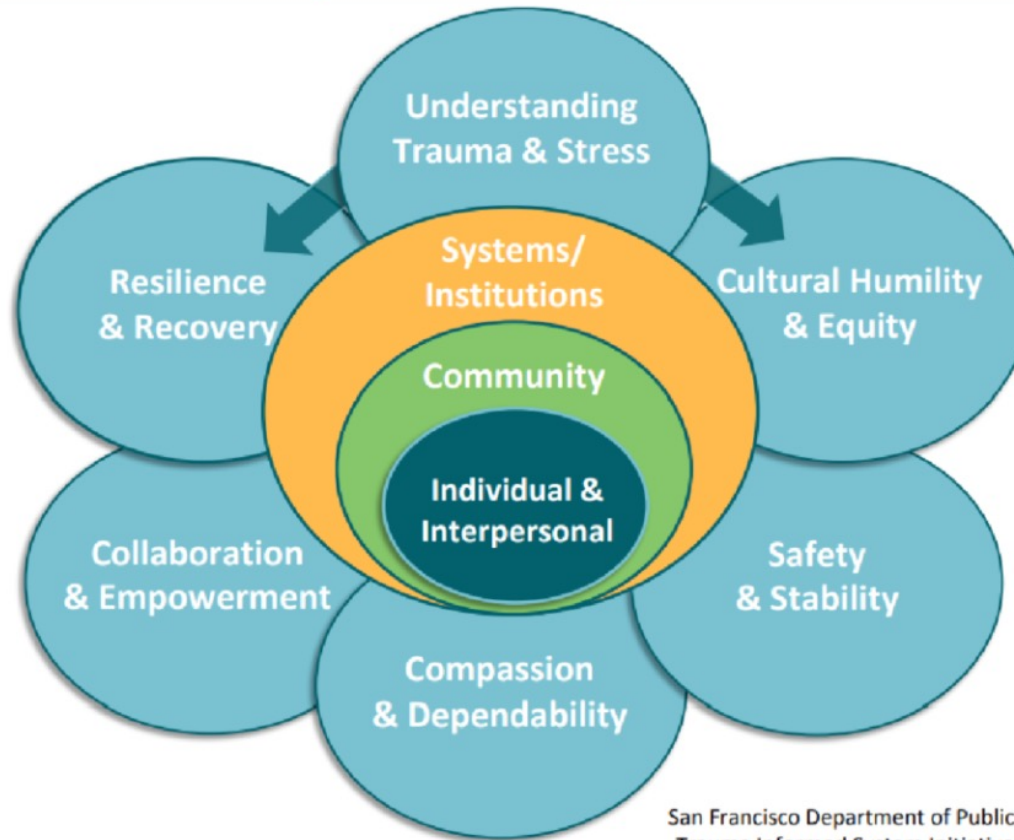 Understanding
Trauma & Stress
Resilience
& Recovery
Systems/
Institutions
Cultural Humility
& Equity
Community
Individual &
Interpersonal
Collaboration
& Empowerment
Safety
& Stability
Compassion
& Dependability
San Francisco Department of Public